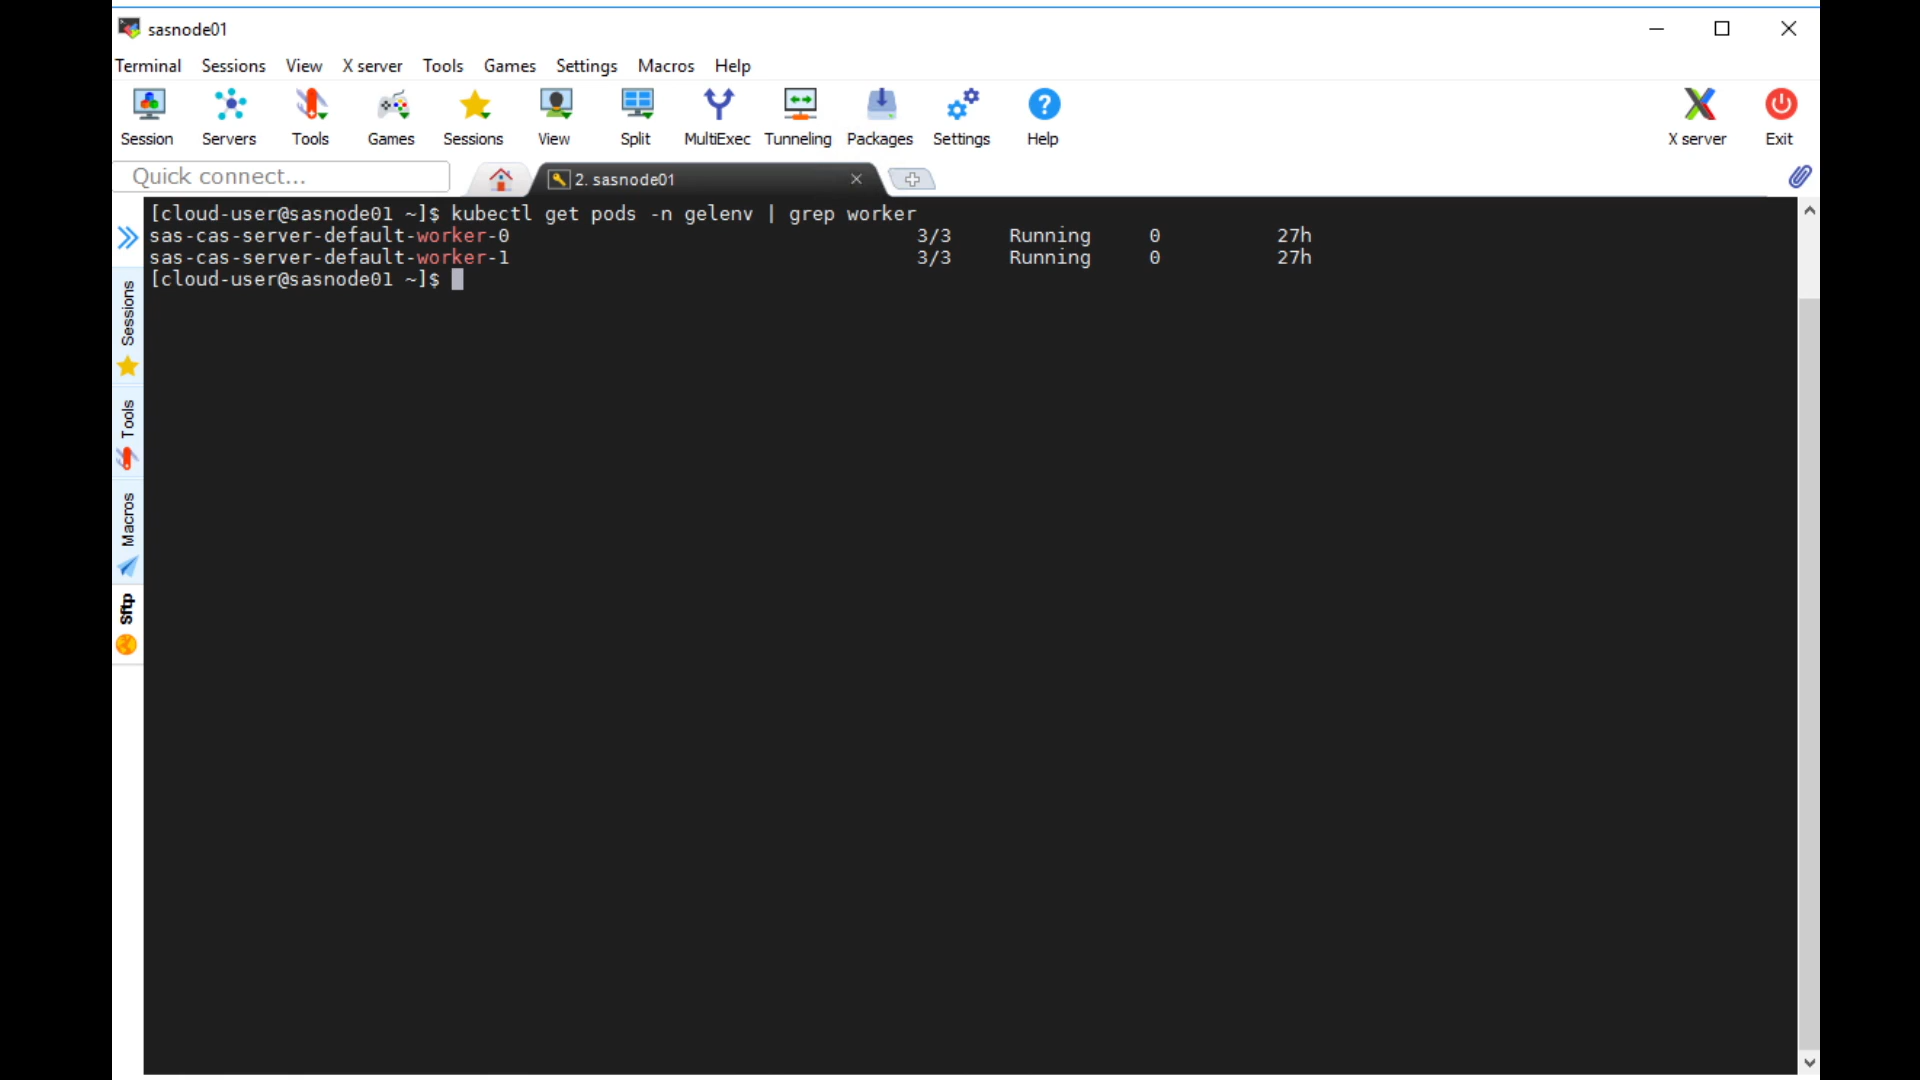 sasnode01
Terminal Sessions View X server Tools Games Settings Macros Help
Session Servers Tools Games Sessions View Split MultiExec Tunneling Packages Settings Help X server Exit
Quick connect... 2. sasnode01
[cloud-user@sasnode01 ~]$ kubectl get pods -n gelenv | grep worker
sas-cas-server-default-worker-0 3/3 Running 0 27h
sas-cas-server-default-worker-1 3/3 Running 0 27h
[cloud-user@sasnode01 ~]$
Sessions
Tools
Macros
Sftp